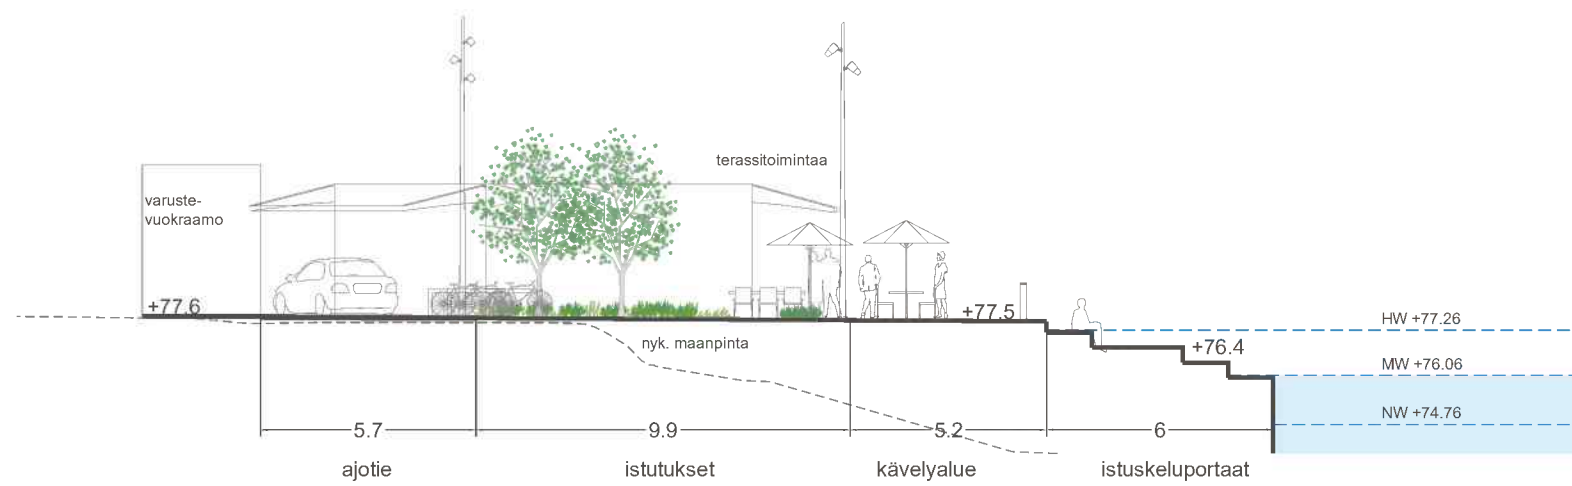 terassitoimintaa
varuste-
vuokraamo
+77.6
+77.5
HW +77.26
nyk. maanpinta
+76.4
MW +76.06
NW +74.76
5.7
9.9
5.2
6
ajotie
istutukset
kävelyalue
istuskeluportaat